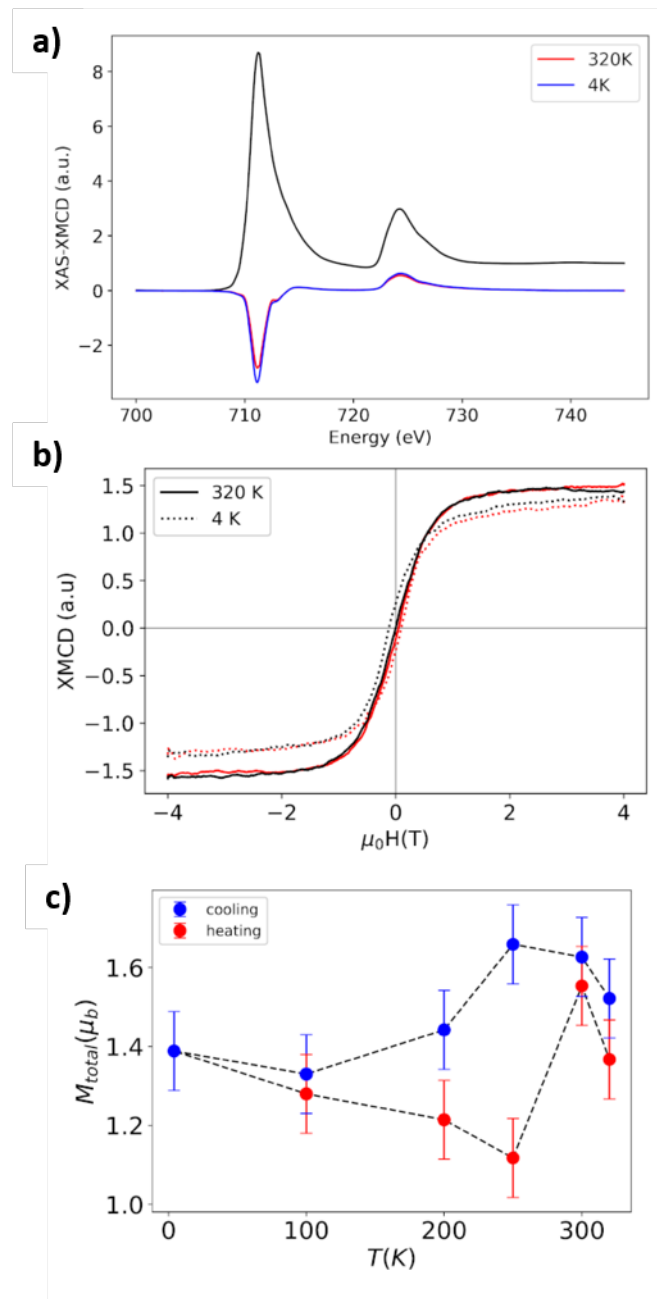 a)
XAS-XMCD (a.u.)
8
6
4
2
0
−2
320K
4K
700
710
720
730
740
Energy (eV)
b)
XMCD (a.u)
1.5
1.0
0.5
0.0
−0.5
−1.0
−1.5
320 K
4 K
−4
−2
0
2
4
μ₀H(T)
c)
M_total(μ_b)
1.6
1.4
1.2
1.0
cooling
heating
0
100
200
300
T(K)